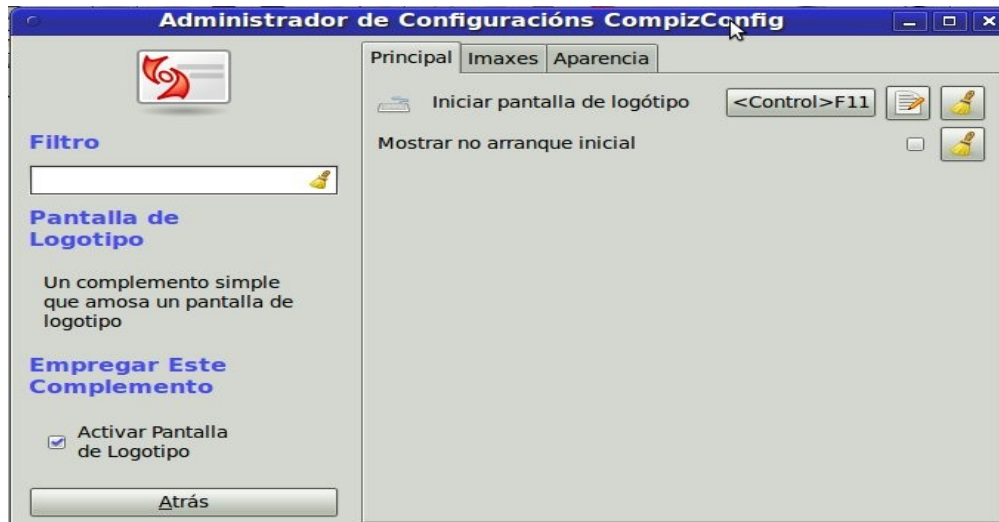 Administrador de Configuracións CompizConfig
Principal Imaxes Aparencia
Iniciar pantalla de logótipo <Control>F11
Mostrar no arranque inicial
Filtro
Pantalla de
Logotipo
Un complemento simple
que amosa un pantalla de
logotipo
Empregar Este
Complemento
Activar Pantalla
de Logotipo
Atrás